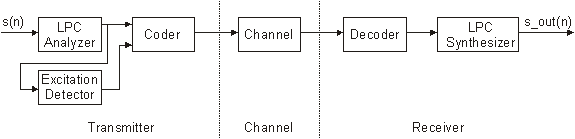 s(n)
LPC
Analyzer
Coder
Channel
Decoder
LPC
Synthesizer
s_out(n)
Excitation
Detector
Transmitter
Channel
Receiver